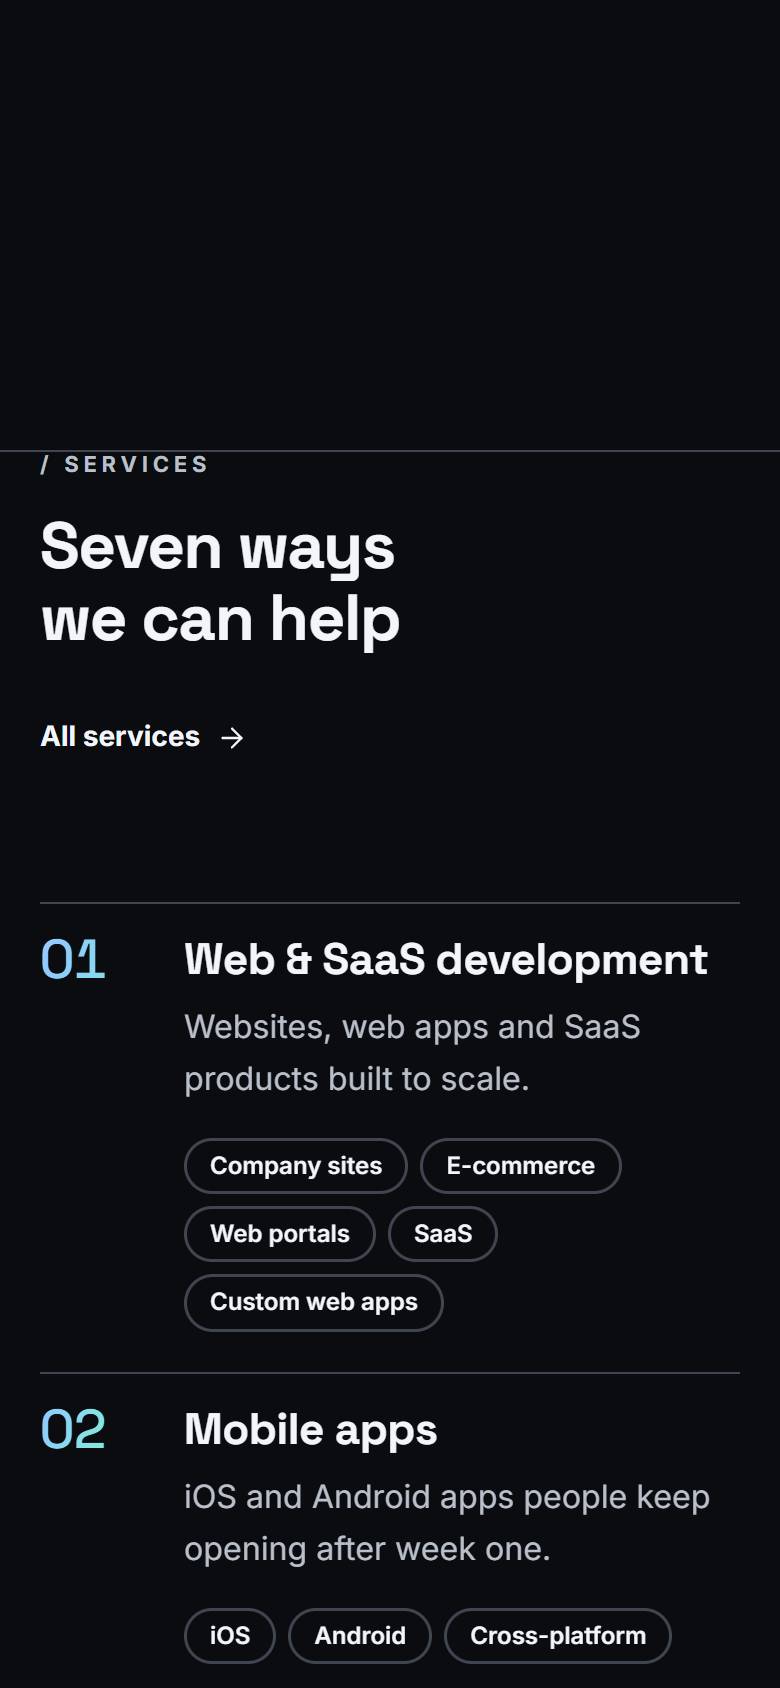 / SERVICES
Seven ways
we can help
All services →
01
Web & SaaS development
Websites, web apps and SaaS
products built to scale.
Company sites
E-commerce
Web portals
SaaS
Custom web apps
02
Mobile apps
iOS and Android apps people keep
opening after week one.
iOS
Android
Cross-platform